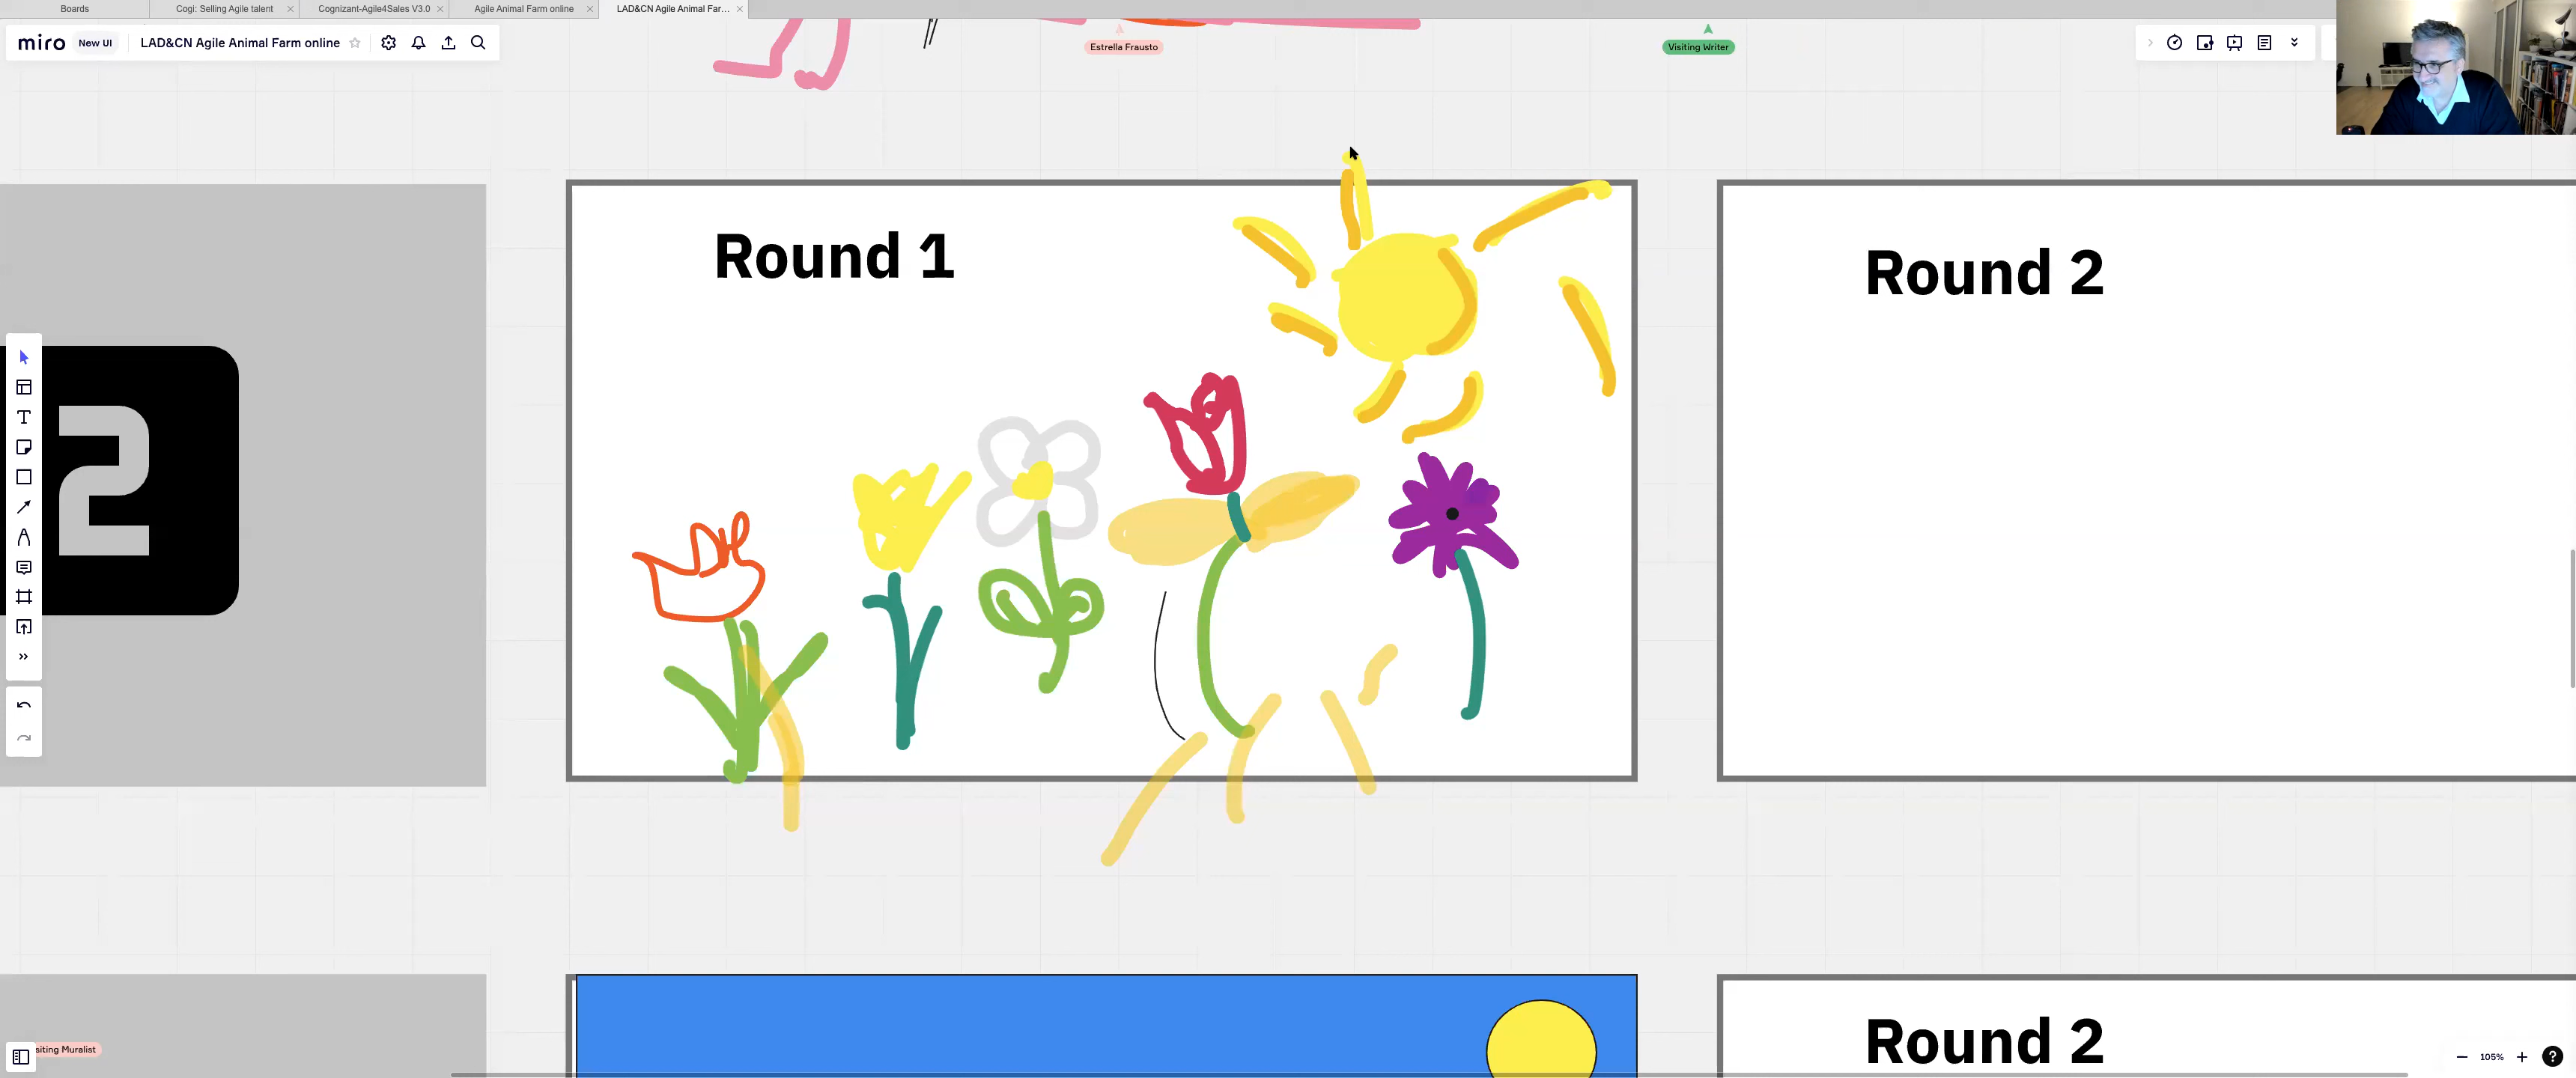 Boards
Cogi: Selling Agile talent
Cognizant-Agile4Sales V3.0
Agile Animal Farm online
LAD&CN Agile Animal Far...
miro
New UI
LAD&CN Agile Animal Farm online
Estrella Frausto
Visiting Writer
Round 1
Round 2
2
Round 2
siting Muralist
105%